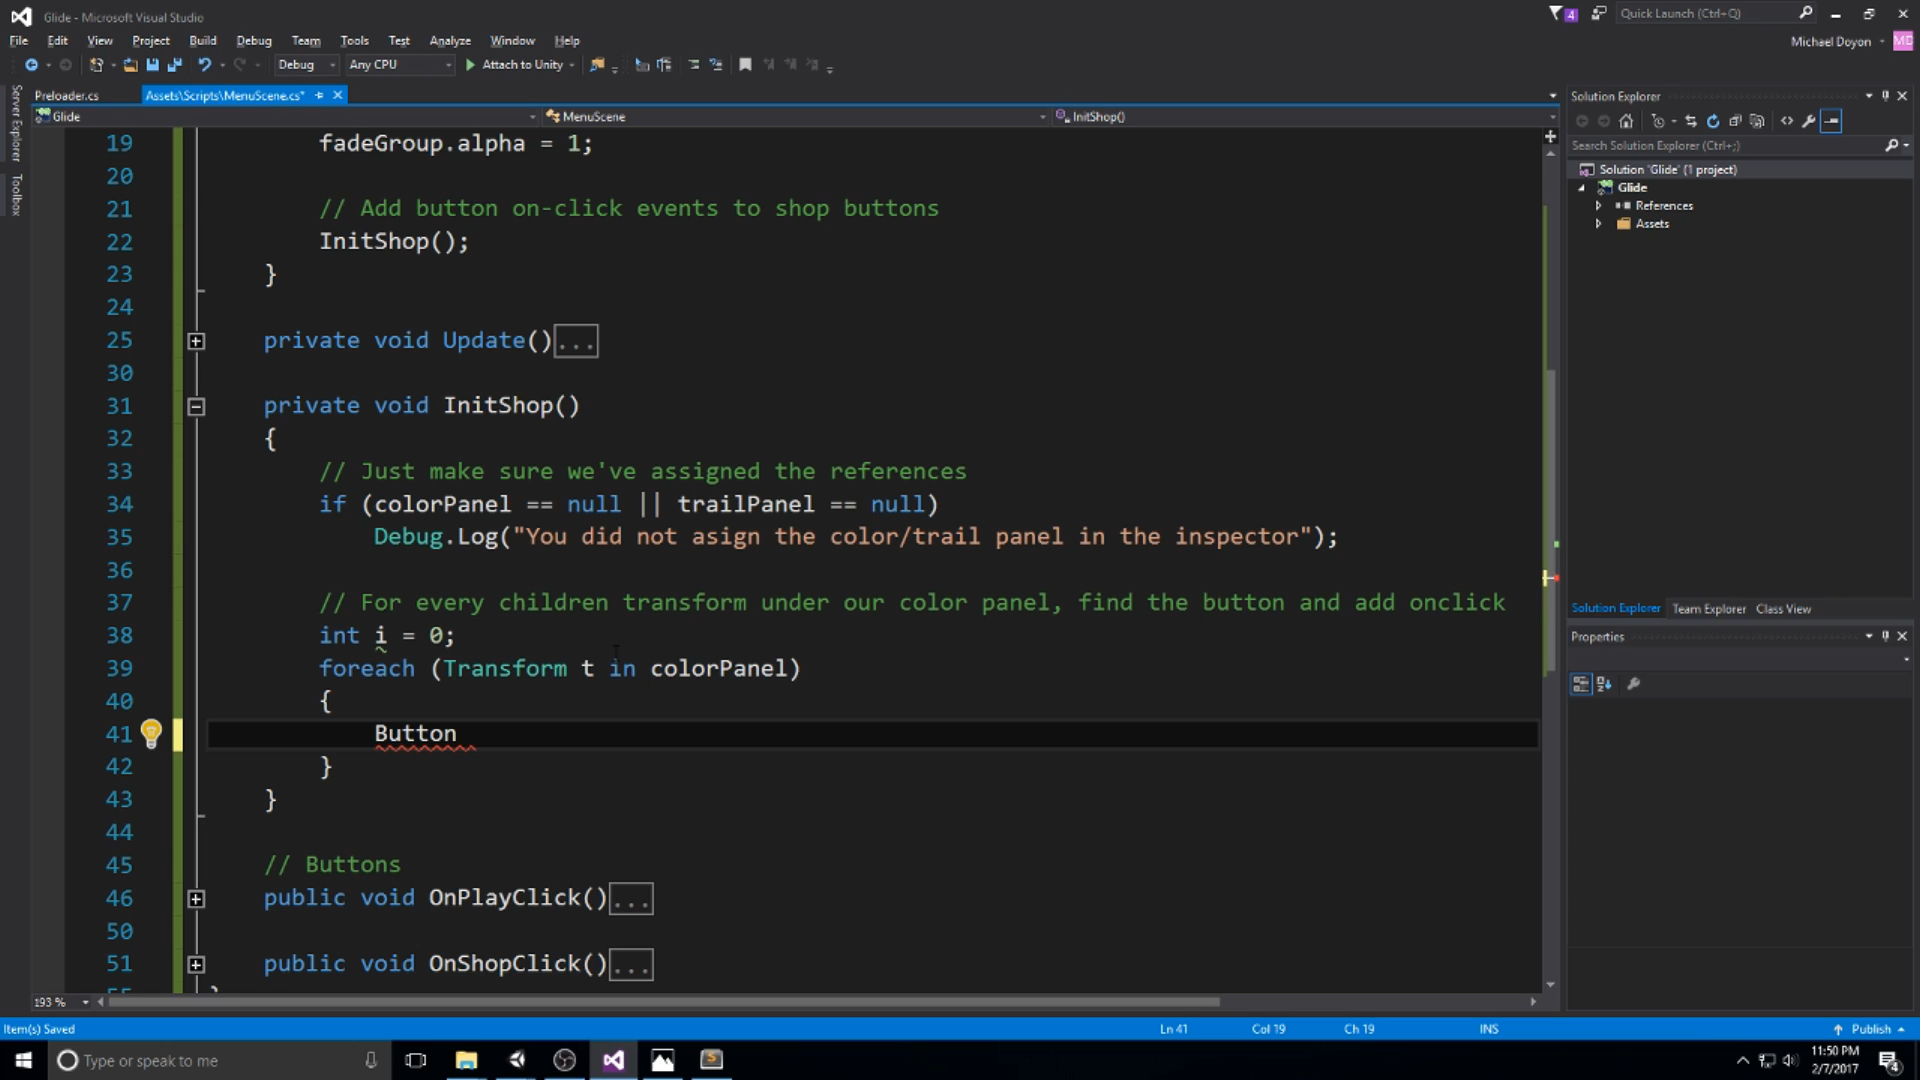 Glide - Microsoft Visual Studio
4
Quick Launch (Ctrl+Q)
File Edit View Project Build Debug Team Tools Test Analyze Window Help
Michael Doyon
MD
Debug Any CPU Attach to Unity
Preloader.cs Assets\Scripts\MenuScene.cs*
Glide MenuScene InitShop()
Server Explorer
Toolbox
19 fadeGroup.alpha = 1;
20
21 // Add button on-click events to shop buttons
22 InitShop();
23 }
24
25 private void Update()...
30
31 private void InitShop()
32 {
33 // Just make sure we've assigned the references
34 if (colorPanel == null || trailPanel == null)
35 Debug.Log("You did not asign the color/trail panel in the inspector");
36
37 // For every children transform under our color panel, find the button and add onclick
38 int i = 0;
39 foreach (Transform t in colorPanel)
40 {
41 Button
42 }
43 }
44
45 // Buttons
46 public void OnPlayClick()...
50
51 public void OnShopClick()...
193 %
Solution Explorer
Search Solution Explorer (Ctrl+;)
Solution 'Glide' (1 project)
Glide
References
Assets
Solution Explorer Team Explorer Class View
Properties
Item(s) Saved Ln 41 Col 19 Ch 19 INS Publish
Type or speak to me
11:50 PM
2/7/2017
4